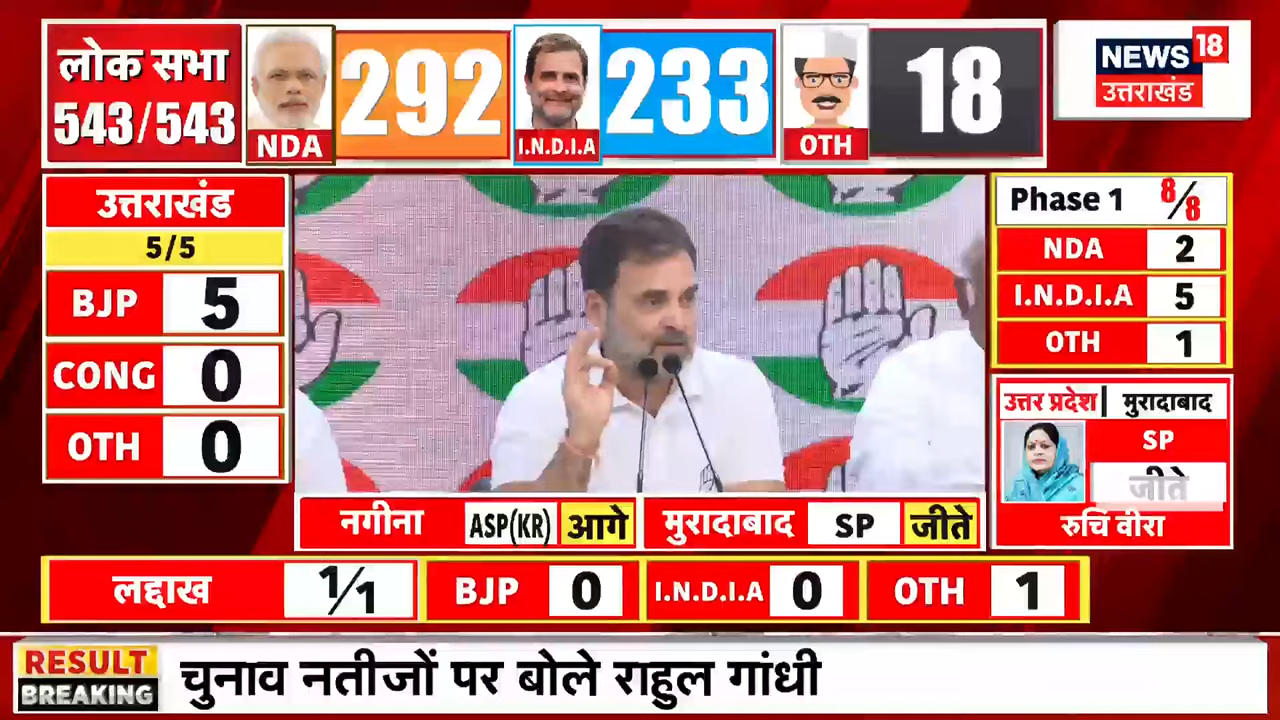 लोक सभा
543/543
NDA
292
I.N.D.I.A
233
OTH
18
NEWS 18
उत्तराखंड
उत्तराखंड
5/5
BJP 5
CONG 0
OTH 0
Phase 1 8/8
NDA 2
I.N.D.I.A 5
OTH 1
उत्तर प्रदेश | मुरादाबाद
SP
जीते
रुचि वीरा
नगीना ASP(KR) आगे
मुरादाबाद SP जीते
लद्दाख 1/1 BJP 0 I.N.D.I.A 0 OTH 1
RESULT
BREAKING
चुनाव नतीजों पर बोले राहुल गांधी